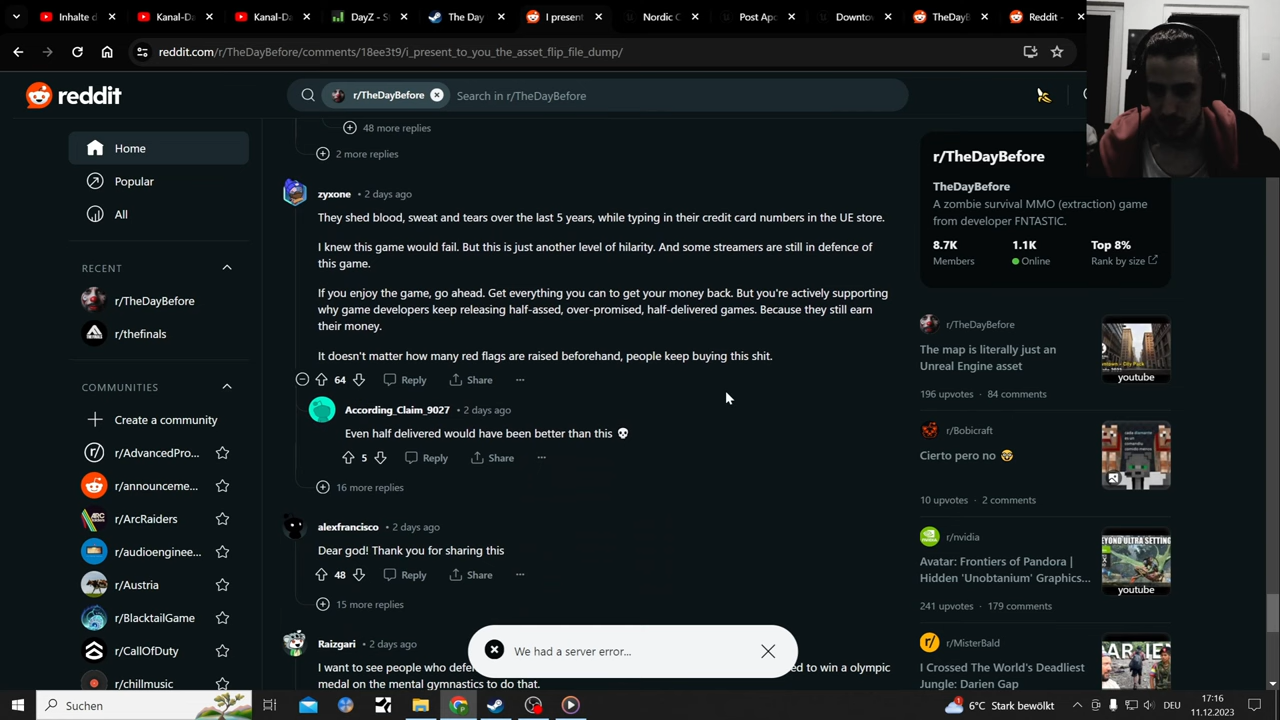 Inhalte d
Kanal-Da
Kanal-Da
DayZ - S
The Day
I present
Nordic C
Post Apc
Downtov
TheDayB
Reddit -
reddit.com/r/TheDayBefore/comments/18ee3t9/i_present_to_you_the_asset_flip_file_dump/
reddit
r/TheDayBefore
Search in r/TheDayBefore
Home
Popular
All
RECENT
r/TheDayBefore
r/thefinals
COMMUNITIES
Create a community
r/AdvancedPro...
r/announceme...
r/ArcRaiders
r/audioenginee...
r/Austria
r/BlacktailGame
r/CallOfDuty
r/chillmusic
48 more replies
2 more replies
zyxone • 2 days ago
They shed blood, sweat and tears over the last 5 years, while typing in their credit card numbers in the UE store.
I knew this game would fail. But this is just another level of hilarity. And some streamers are still in defence of
this game.
If you enjoy the game, go ahead. Get everything you can to get your money back. But you're actively supporting
why game developers keep releasing half-assed, over-promised, half-delivered games. Because they still earn
their money.
It doesn't matter how many red flags are raised beforehand, people keep buying this shit.
64 Reply Share ...
According_Claim_9027 • 2 days ago
Even half delivered would have been better than this 💀
5 Reply Share ...
16 more replies
alexfrancisco • 2 days ago
Dear god! Thank you for doing this
48 Reply Share ...
15 more replies
Raizgari • 2 days ago
I want to see people who defe
ed to win a olympic
medal on the mental gymnastics to do that.
We had a server error...
r/TheDayBefore
TheDayBefore
A zombie survival MMO (extraction) game
from developer FNTASTIC.
8.7K 1.1K Top 8%
Members Online Rank by size
r/TheDayBefore
The map is literally just an
Unreal Engine asset
youtube
196 upvotes • 84 comments
r/Bobicraft
Cierto pero no 🤓
10 upvotes • 2 comments
r/nvidia
Avatar: Frontiers of Pandora |
Hidden 'Unobtanium' Graphics...
BEYOND ULTRA SETTING
youtube
241 upvotes • 179 comments
r/MisterBald
I Crossed The World's Deadliest
Jungle: Darien Gap
Suchen
6°C Stark bewölkt
DEU
17:16
11.12.2023